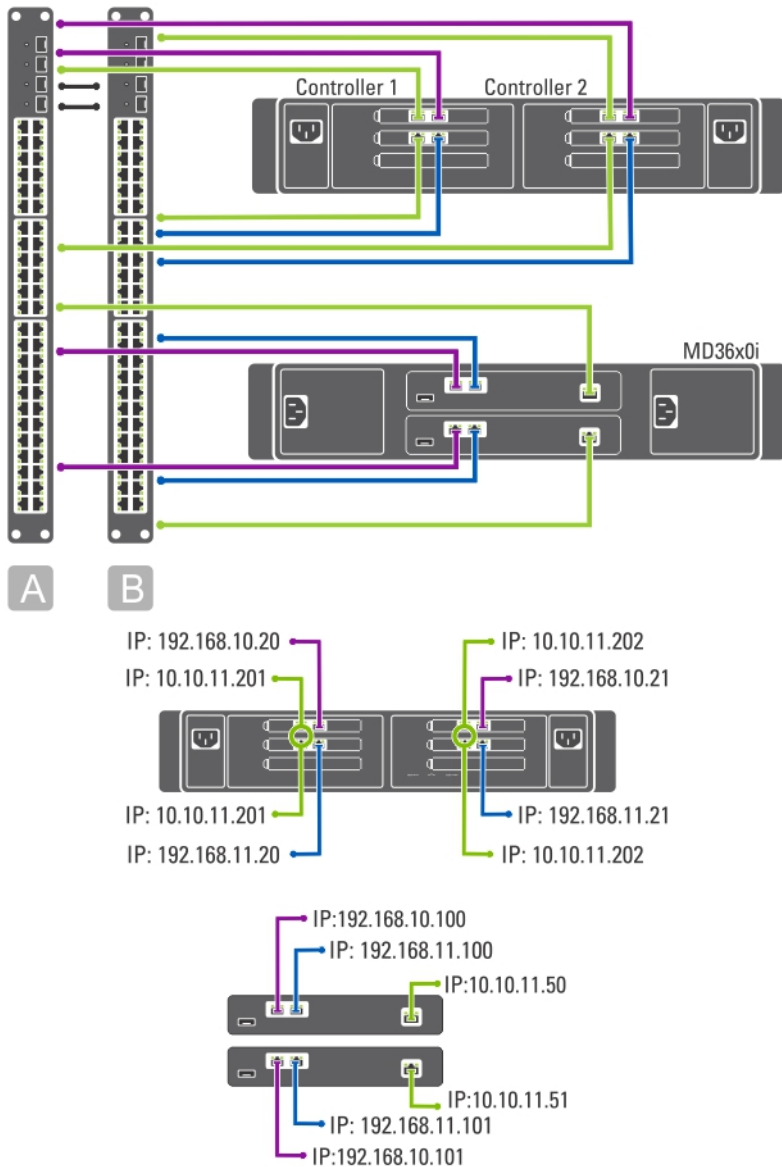 Controller 1
Controller 2
MD36x0i
A
B
IP: 192.168.10.20
IP: 10.10.11.202
IP: 10.10.11.201
IP: 192.168.10.21
IP: 10.10.11.201
IP: 192.168.11.21
IP: 192.168.11.20
IP: 10.10.11.202
IP:192.168.10.100
IP: 192.168.11.100
IP:10.10.11.50
IP:10.10.11.51
IP: 192.168.11.101
IP:192.168.10.101